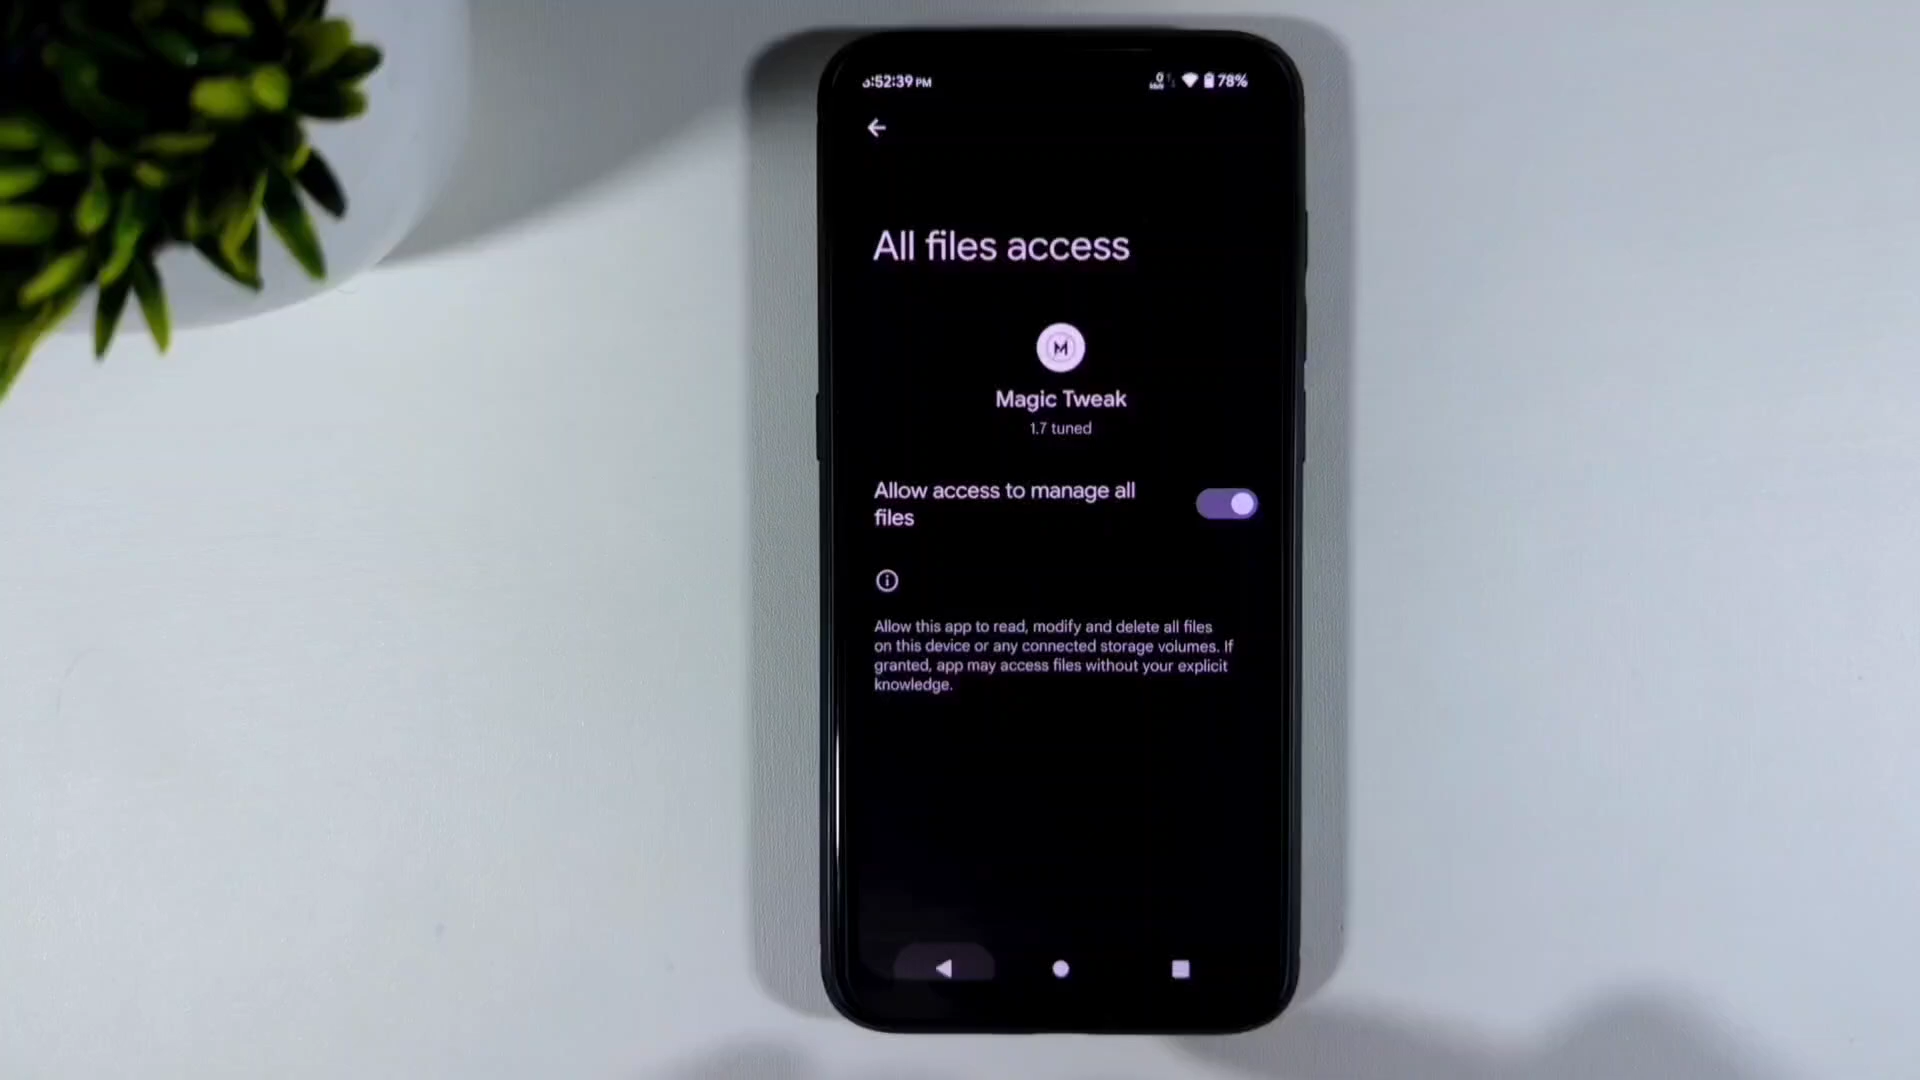 :52:39 PM
78%
All files access
M
Magic Tweak
1.7 tuned
Allow access to manage all
files
Allow this app to read, modify and delete all files
on this device or any connected storage volumes. If
granted, app may access files without your explicit
knowledge.